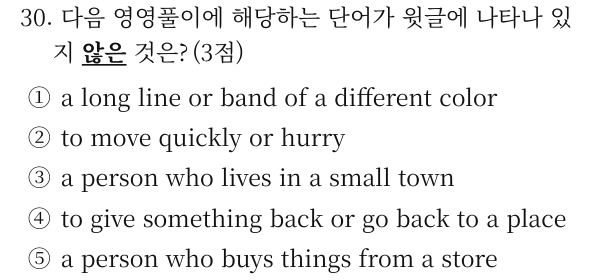 30. 다음 영영풀이에 해당하는 단어가 윗글에 나타나 있
지 않은 것은? (3점)
① a long line or band of a different color
② to move quickly or hurry
③ a person who lives in a small town
④ to give something back or go back to a place
⑤ a person who buys things from a store